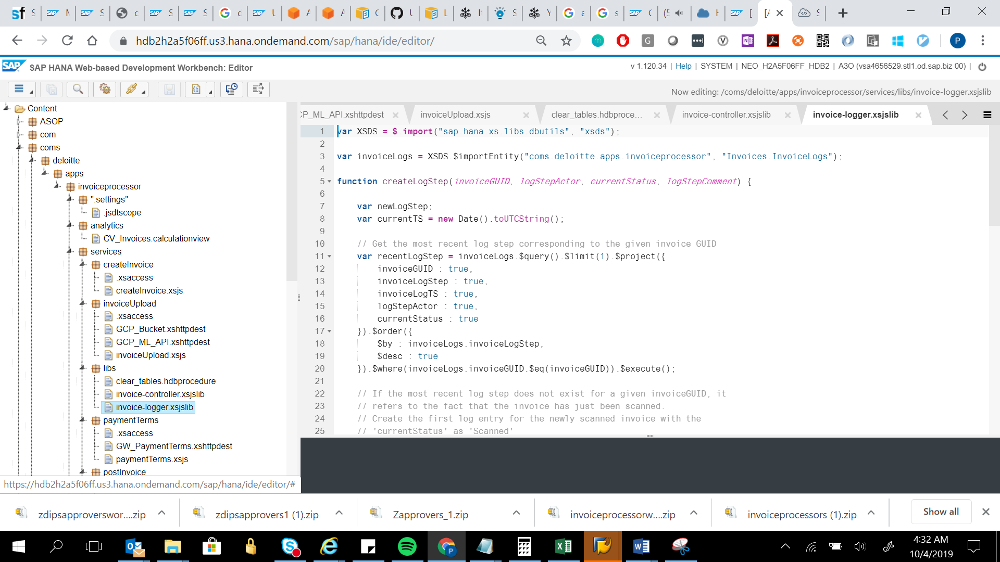 hdb2h2a5f06ff.us3.hana.ondemand.com/sap/hana/ide/editor/
SAP SAP HANA Web-based Development Workbench: Editor
v 1.120.34 | Help | SYSTEM | NEO_H2A5F06FF_HDB2 | A3O (vsa4656529.stl1.od.sap.biz 00) |
Now editing: /coms/deloitte/apps/invoiceprocessor/services/libs/invoice-logger.xsjslib
Content
ASOP
com
coms
deloitte
apps
invoiceprocessor
".settings"
.jsdtscope
analytics
CV_Invoices.calculationview
services
createInvoice
.xsaccess
createInvoice.xsjs
invoiceUpload
.xsaccess
GCP_Bucket.xshttpdest
GCP_ML_API.xshttpdest
invoiceUpload.xsjs
libs
clear_tables.hdbprocedure
invoice-controller.xsjslib
invoice-logger.xsjslib
paymentTerms
.xsaccess
GW_PaymentTerms.xshttpdest
paymentTerms.xsjs
postInvoice
https://hdb2h2a5f06ff.us3.hana.ondemand.com/sap/hana/ide/editor/#
CP_ML_API.xshttpdest invoiceUpload.xsjs clear_tables.hdbproce... invoice-controller.xsjslib invoice-logger.xsjslib
1 var XSDS = $.import("sap.hana.xs.libs.dbutils", "xsds");
2
3 var invoiceLogs = XSDS.$importEntity("coms.deloitte.apps.invoiceprocessor", "Invoices.InvoiceLogs");
4
5 function createLogStep(invoiceGUID, logStepActor, currentStatus, logStepComment) {
6
7 var newLogStep;
8 var currentTS = new Date().toUTCString();
9
10 // Get the most recent log step corresponding to the given invoice GUID
11 var recentLogStep = invoiceLogs.$query().$limit(1).$project({
12 invoiceGUID : true,
13 invoiceLogStep : true,
14 invoiceLogTS : true,
15 logStepActor : true,
16 currentStatus : true
17 }).$order({
18 $by : invoiceLogs.invoiceLogStep,
19 $desc : true
20 }).$where(invoiceLogs.invoiceGUID.$eq(invoiceGUID)).$execute();
21
22 // If the most recent log step does not exist for a given invoiceGUID, it
23 // refers to the fact that the invoice has just been scanned.
24 // Create the first log entry for the newly scanned invoice with the
25 // 'currentStatus' as 'Scanned'
zdipsapproverswor....zip zdipsapprovers1 (1).zip Zapprovers_1.zip invoiceprocessorw....zip invoiceprocessors (1).zip Show all
4:32 AM
10/4/2019